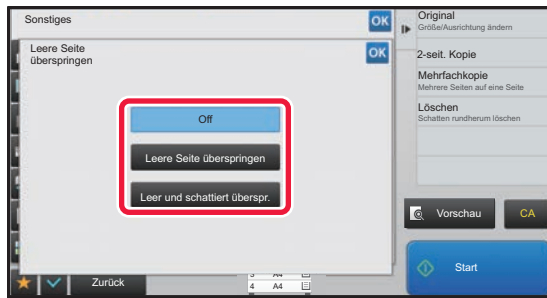 Sonstiges
OK
Leere Seite
überspringen
OK
Off
Leere Seite überspringen
Leer und schattiert überspr.
Zurück
A4
4 A4
Original
Größe/Ausrichtung ändern
2-seit. Kopie
Mehrfachkopie
Mehrere Seiten auf eine Seite
Löschen
Schatten rundherum löschen
Vorschau
CA
Start